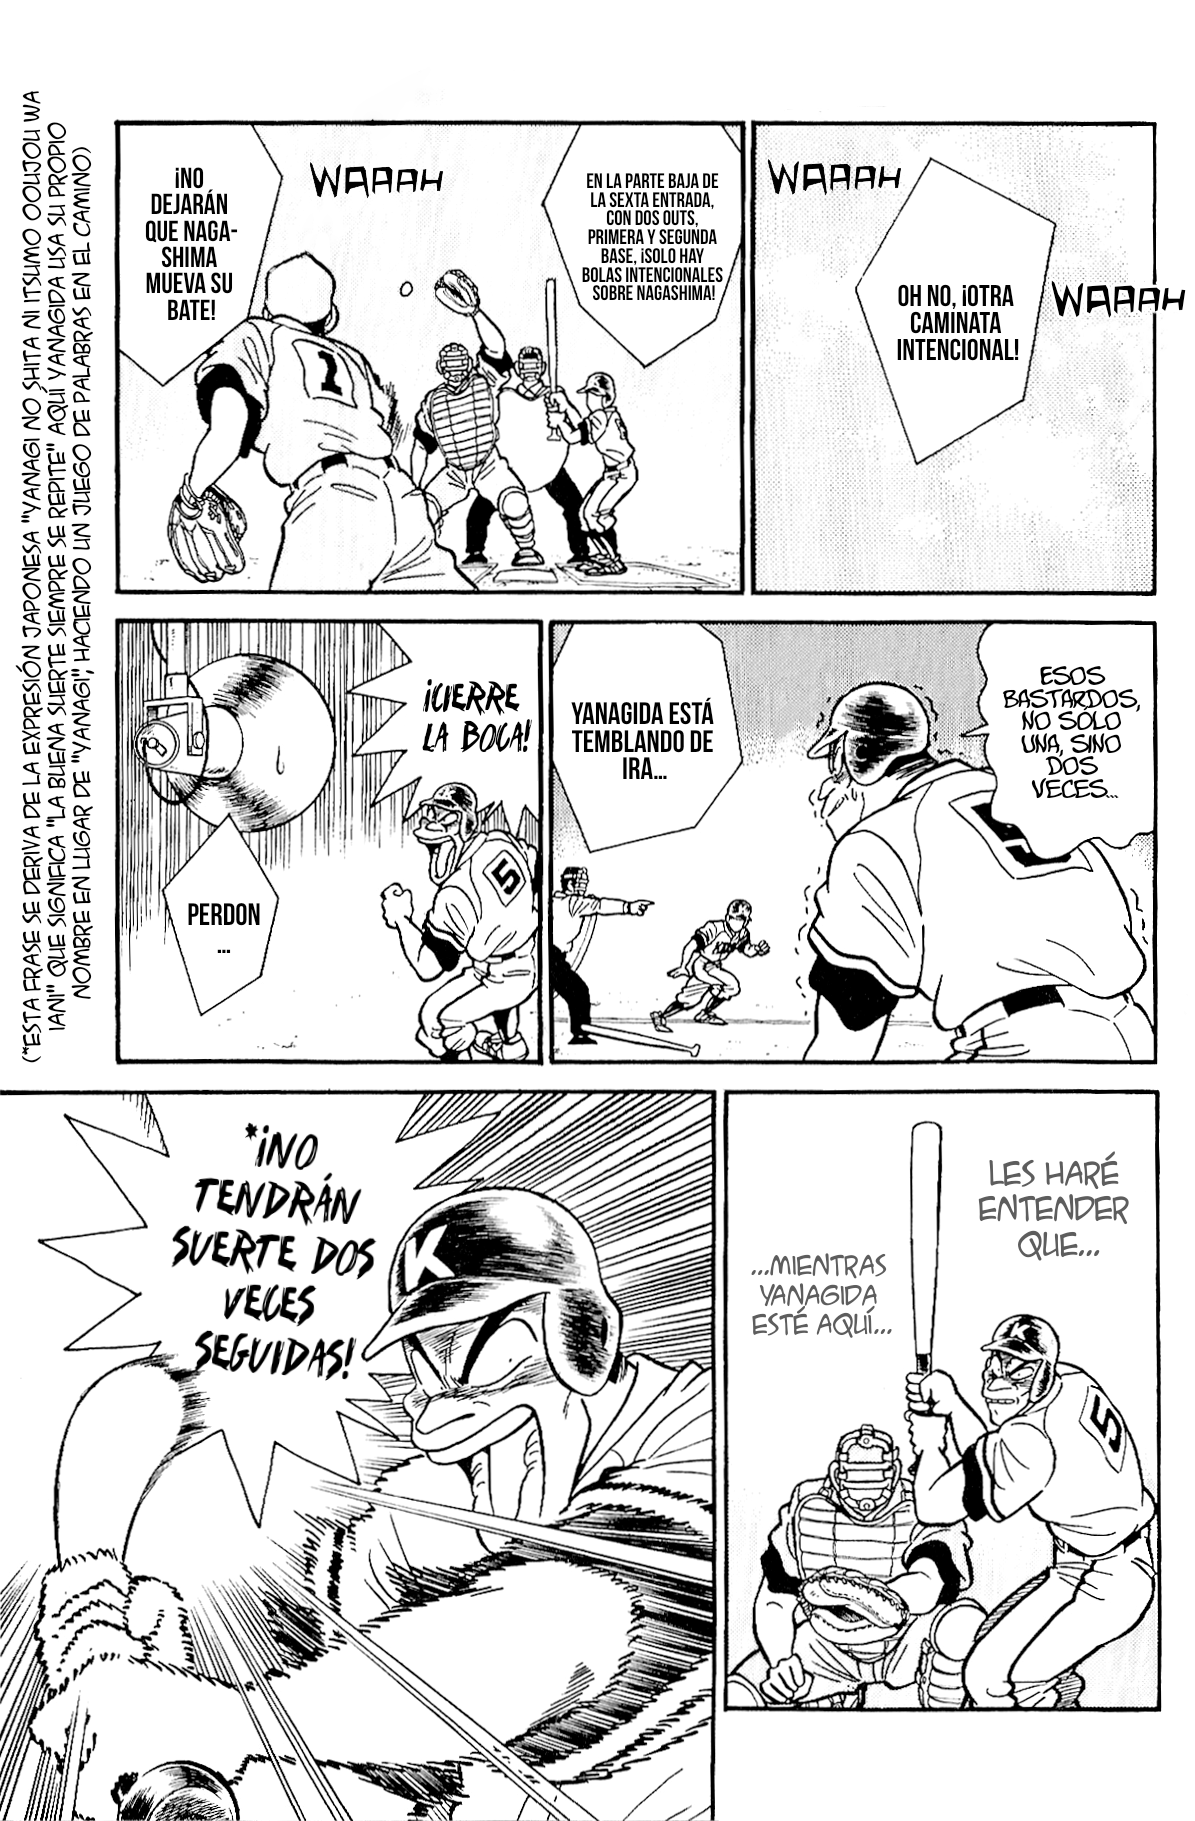 WAAAH
OH NO, ¡OTRA
CAMINATA
INTENCIONAL!
WAAAH
EN LA PARTE BAJA DE
LA SEXTA ENTRADA,
CON DOS OUTS,
PRIMERA Y SEGUNDA
BASE, ¡SOLO HAY
BOLAS INTENCIONALES
SOBRE NAGASHIMA!
WAAAH
¡NO
DEJARÁN
QUE NAGA-
SHIMA
MUEVA SU
BATE!
1
ESOS
BASTARDOS,
NO SÓLO
UNA, SINO
DOS
VECES...
YANAGIDA ESTÁ
TEMBLANDO DE
IRA...
¡CIERRE
LA BOCA!
5
PERDON
...
LES HARÉ
ENTENDER
QUE...
...MIENTRAS
YANAGIDA
ESTÉ AQUÍ...
K
5
*¡NO
TENDRÁN
SUERTE DOS
VECES
SEGUIDAS!
K
(*ESTA FRASE SE DERIVA DE LA EXPRESIÓN JAPONESA "YANAGI NO SHITA NI ITSUMO OOUJOU WA
IANI" QUE SIGNIFICA "LA BUENA SUERTE SIEMPRE SE REPITE" AQUÍ YANAGIDA USA SU PROPIO
NOMBRE EN LUGAR DE "YANAGI", HACIENDO UN JUEGO DE PALABRAS EN EL CAMINO)